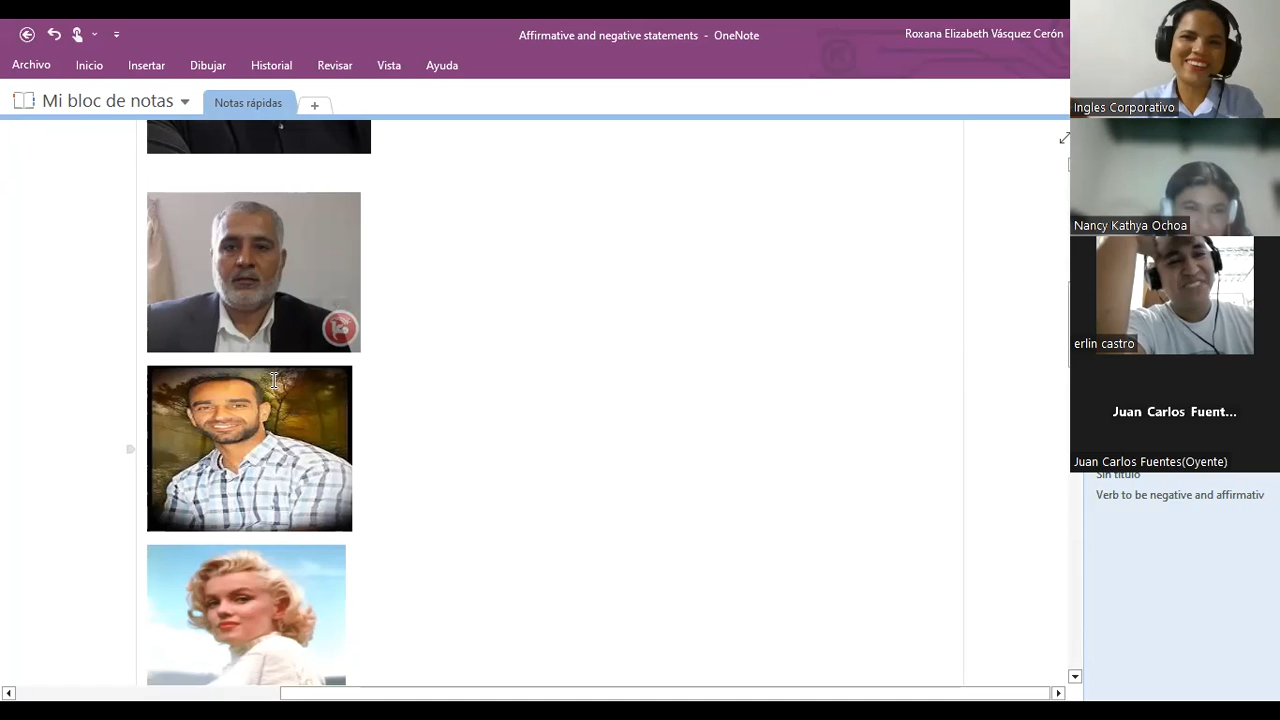 Affirmative and negative statements - OneNote
Roxana Elizabeth Vásquez Cerón
Archivo
Inicio
Insertar
Dibujar
Historial
Revisar
Vista
Ayuda
Mi bloc de notas
Notas rápidas
Ingles Corporativo
Nancy Kathya Ochoa
erlin castro
Juan Carlos Fuent...
Juan Carlos Fuentes(Oyente)
Sin título
Verb to be negative and affirmativ